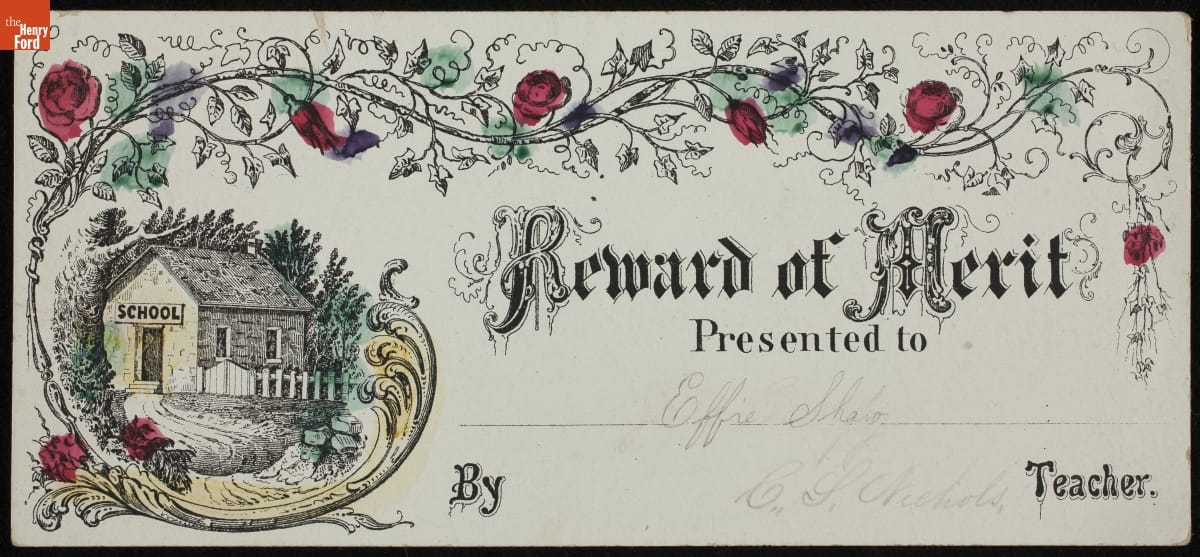 the
Henry
Ford
SCHOOL
Reward of Merit
Presented to
Effie Shaw
By C. S. Nichols, Teacher.